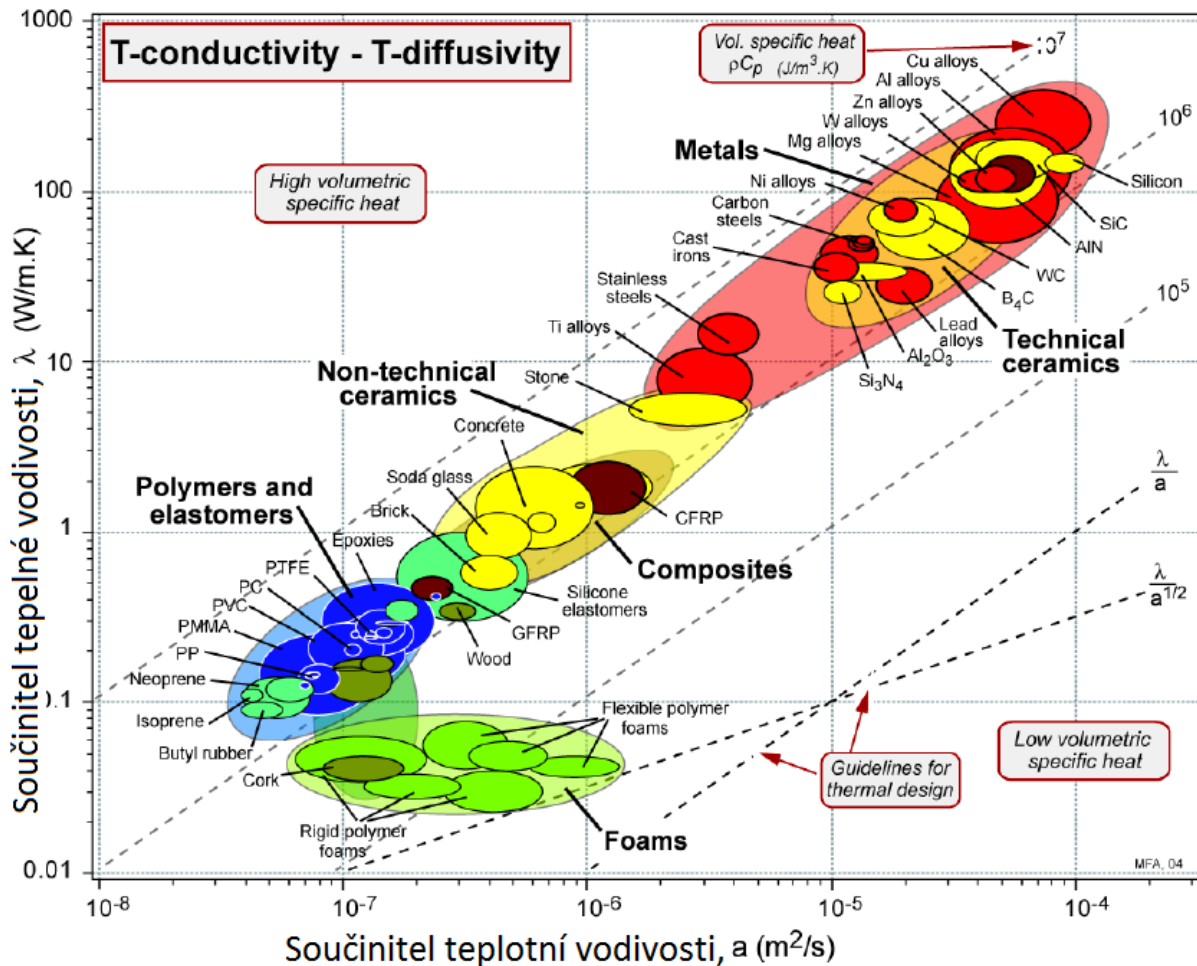 T-conductivity - T-diffusivity
Vol. specific heat
ρCp (J/m³.K)
10⁷
10⁶
10⁵
High volumetric
specific heat
Low volumetric
specific heat
Guidelines for
thermal design
Metals
Cu alloys
Al alloys
Zn alloys
W alloys
Mg alloys
Ni alloys
Carbon
steels
Cast
irons
Stainless
steels
Ti alloys
Silicon
SiC
AlN
WC
B₄C
Lead
alloys
Al₂O₃
Si₃N₄
Technical
ceramics
Non-technical
ceramics
Stone
Concrete
Soda glass
Brick
CFRP
Composites
Polymers and
elastomers
Epoxies
PTFE
PC
PVC
PMMA
PP
Neoprene
Isoprene
Butyl rubber
Silicone
elastomers
GFRP
Wood
Flexible polymer
foams
Cork
Rigid polymer
foams
Foams
λ
a
λ
a¹/²
MFA, 04
1000
100
10
1
0.1
0.01
10-8
10-7
10-6
10-5
10-4
Součinitel tepelné vodivosti, λ (W/m.K)
Součinitel teplotní vodivosti, a (m²/s)